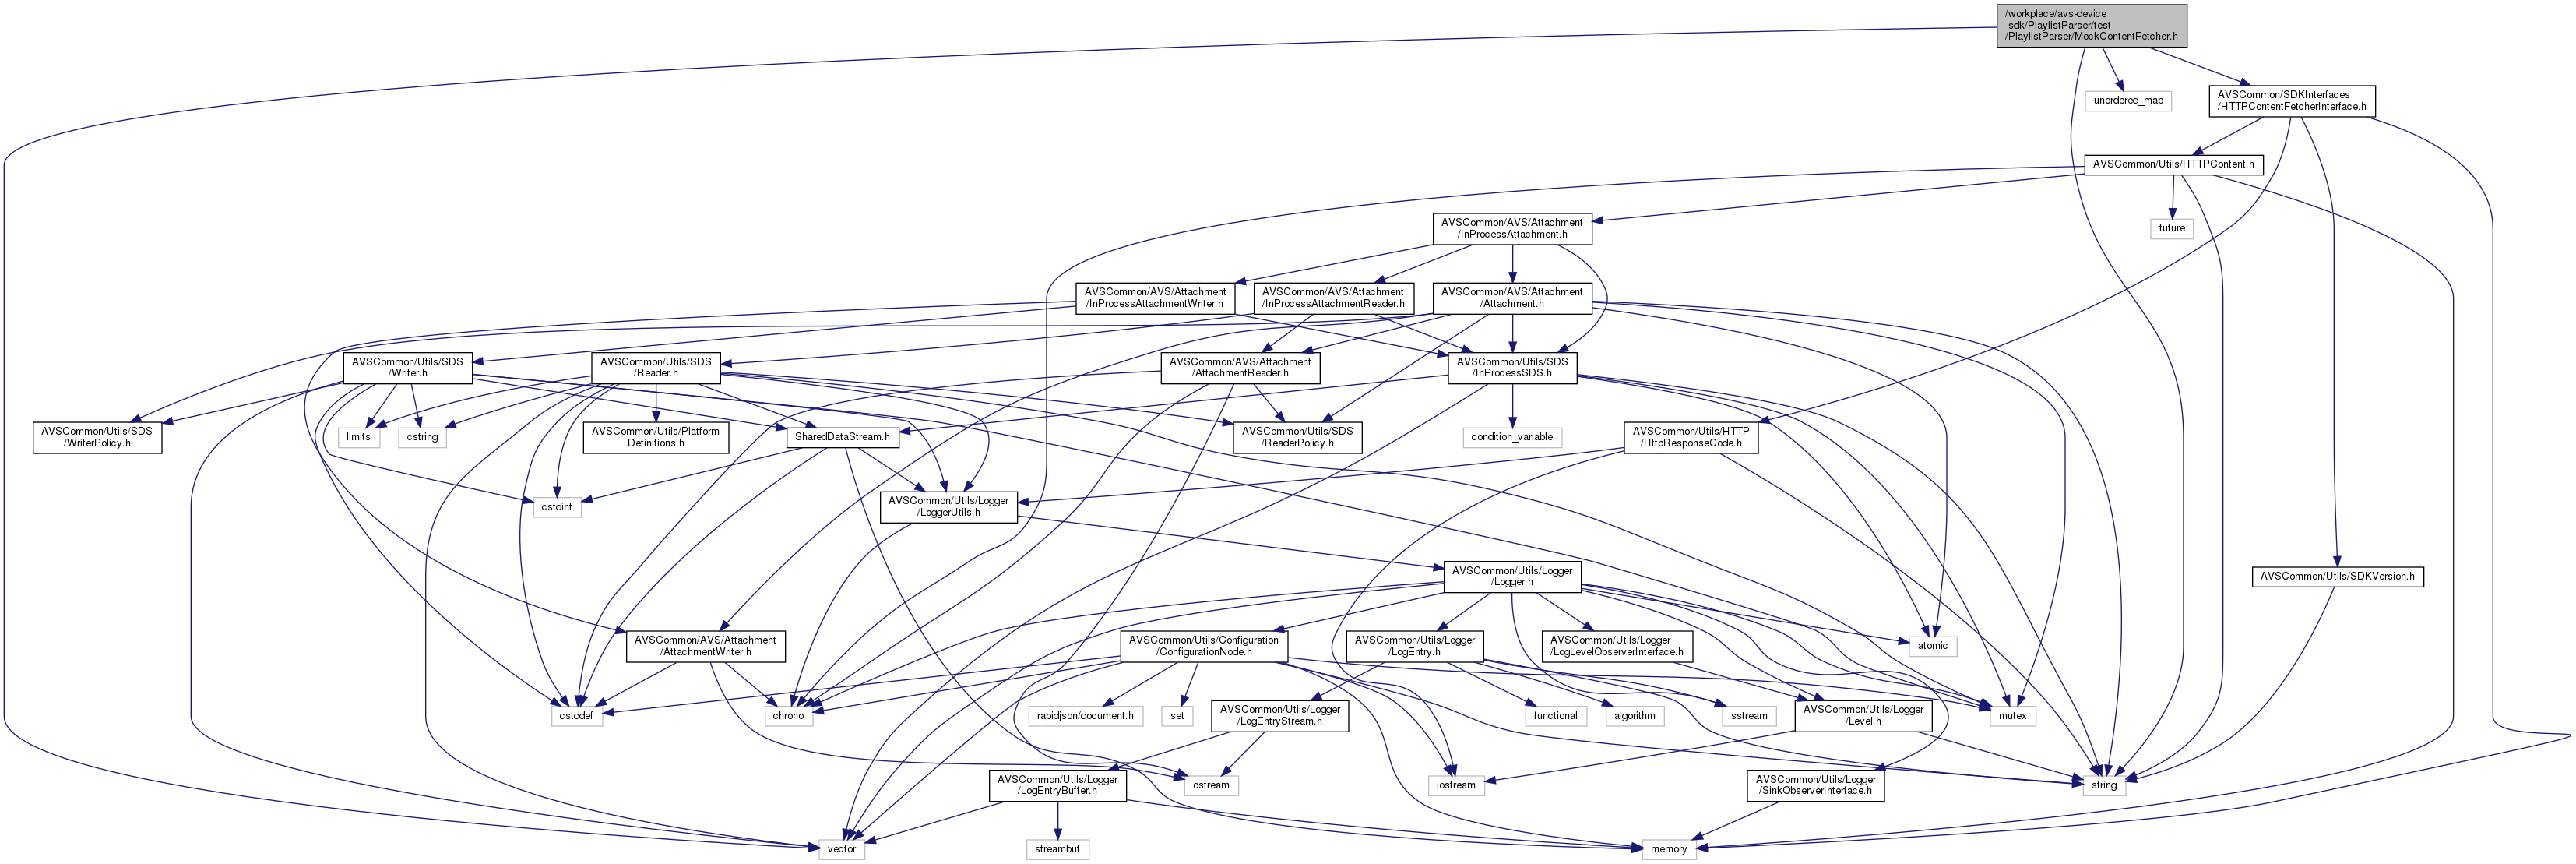 /workplace/avs-device
-sdk/PlaylistParser/test
/PlaylistParser/MockContentFetcher.h
unordered_map
AVSCommon/SDKInterfaces
/HTTPContentFetcherInterface.h
AVSCommon/Utils/HTTPContent.h
AVSCommon/AVS/Attachment
/InProcessAttachment.h
future
AVSCommon/AVS/Attachment
/InProcessAttachmentWriter.h
AVSCommon/AVS/Attachment
/InProcessAttachmentReader.h
AVSCommon/AVS/Attachment
/Attachment.h
AVSCommon/Utils/SDS
/Writer.h
AVSCommon/Utils/SDS
/Reader.h
AVSCommon/AVS/Attachment
/AttachmentReader.h
AVSCommon/Utils/SDS
/InProcessSDS.h
AVSCommon/Utils/SDS
/WriterPolicy.h
limits
cstring
AVSCommon/Utils/Platform
Definitions.h
SharedDataStream.h
AVSCommon/Utils/SDS
/ReaderPolicy.h
condition_variable
AVSCommon/Utils/HTTP
/HttpResponseCode.h
cstdint
AVSCommon/Utils/Logger
/LoggerUtils.h
AVSCommon/Utils/Logger
/Logger.h
AVSCommon/Utils/SDKVersion.h
AVSCommon/AVS/Attachment
/AttachmentWriter.h
AVSCommon/Utils/Configuration
/ConfigurationNode.h
AVSCommon/Utils/Logger
/LogEntry.h
AVSCommon/Utils/Logger
/LogLevelObserverInterface.h
atomic
cstddef
chrono
rapidjson/document.h
set
AVSCommon/Utils/Logger
/LogEntryStream.h
functional
algorithm
sstream
AVSCommon/Utils/Logger
/Level.h
mutex
AVSCommon/Utils/Logger
/LogEntryBuffer.h
ostream
iostream
AVSCommon/Utils/Logger
/SinkObserverInterface.h
string
vector
streambuf
memory